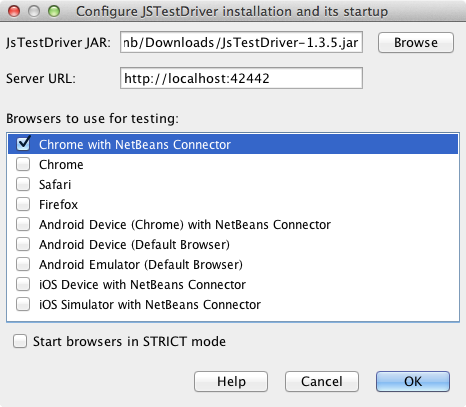 Configure JSTestDriver installation and its startup
JsTestDriver JAR: nb/Downloads/JsTestDriver-1.3.5.jar Browse
Server URL: http://localhost:42442
Browsers to use for testing:
Chrome with NetBeans Connector
Chrome
Safari
Firefox
Android Device (Chrome) with NetBeans Connector
Android Device (Default Browser)
Android Emulator (Default Browser)
iOS Device with NetBeans Connector
iOS Simulator with NetBeans Connector
Start browsers in STRICT mode
Help Cancel OK